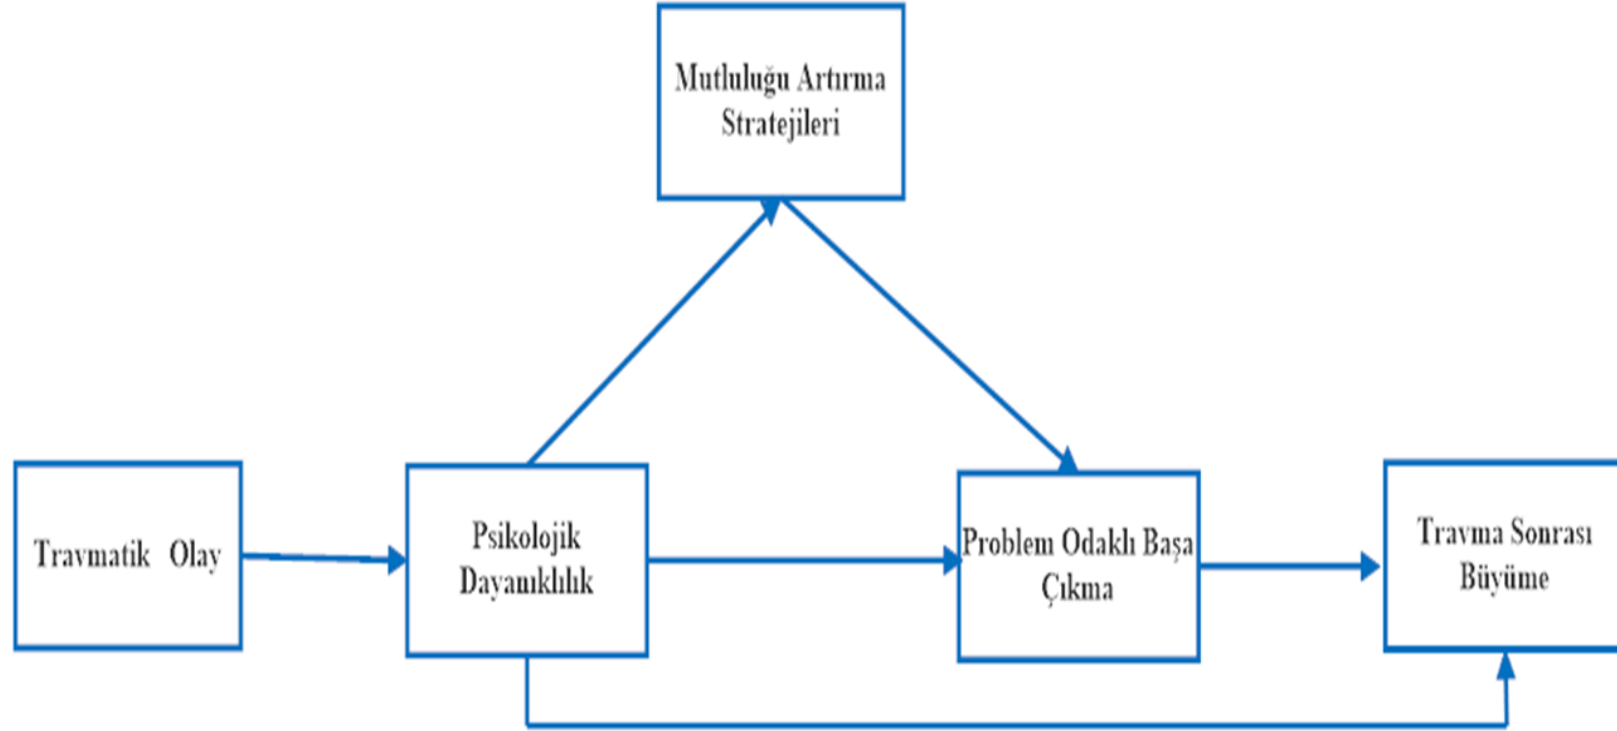 Mutluluğu Artırma
Stratejileri
Travmatik Olay
Psikolojik
Dayanıklılık
Problem Odaklı Başa
Çıkma
Travma Sonrası
Büyüme